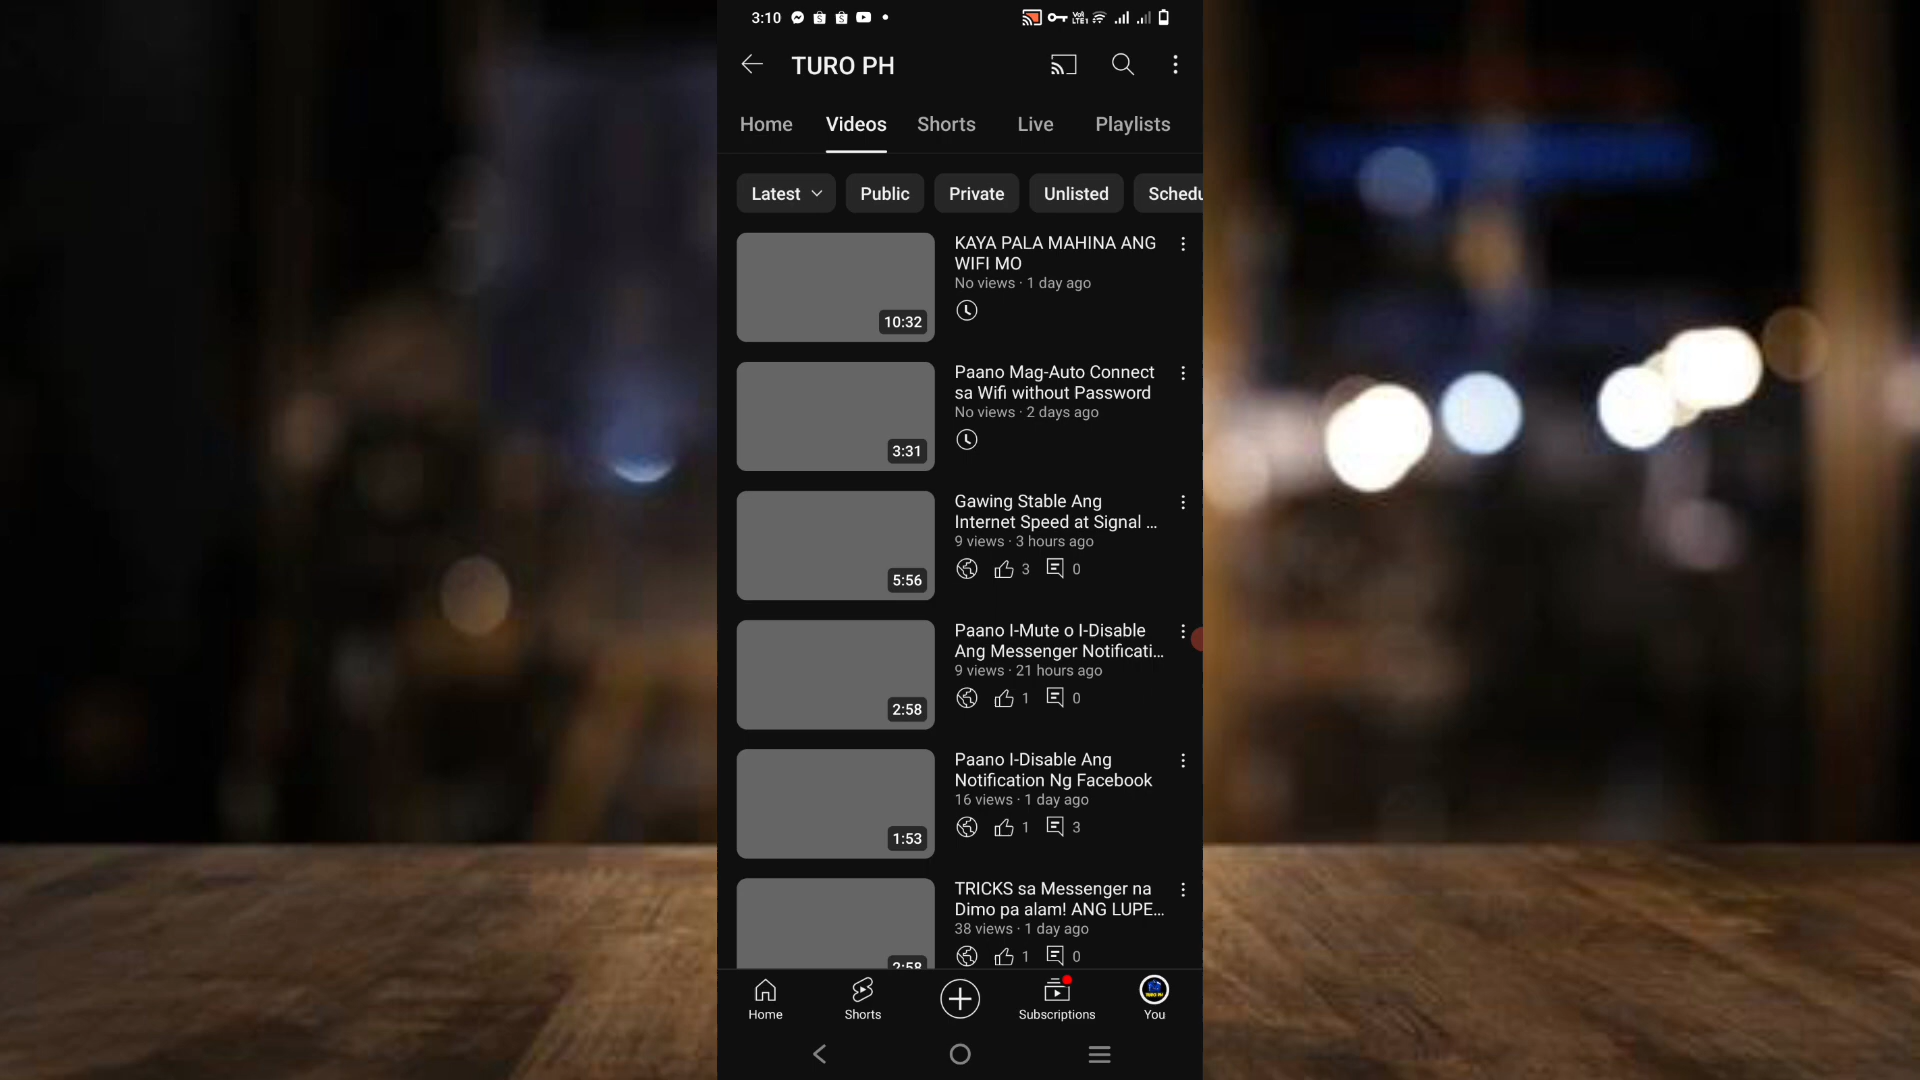 3:10
TURO PH
Home Videos Shorts Live Playlists
Latest Public Private Unlisted Schedu
KAYA PALA MAHINA ANG
WIFI MO
No views · 1 day ago
10:32
Paano Mag-Auto Connect
sa Wifi without Password
No views · 2 days ago
3:31
Gawing Stable Ang
Internet Speed at Signal ...
9 views · 3 hours ago
3 0
5:56
Paano I-Mute o I-Disable
Ang Messenger Notificati...
9 views · 21 hours ago
1 0
2:58
Paano I-Disable Ang
Notification Ng Facebook
16 views · 1 day ago
1 3
1:53
TRICKS sa Messenger na
Dimo pa alam! ANG LUPE...
38 views · 1 day ago
1 0
2:58
Home Shorts Subscriptions You